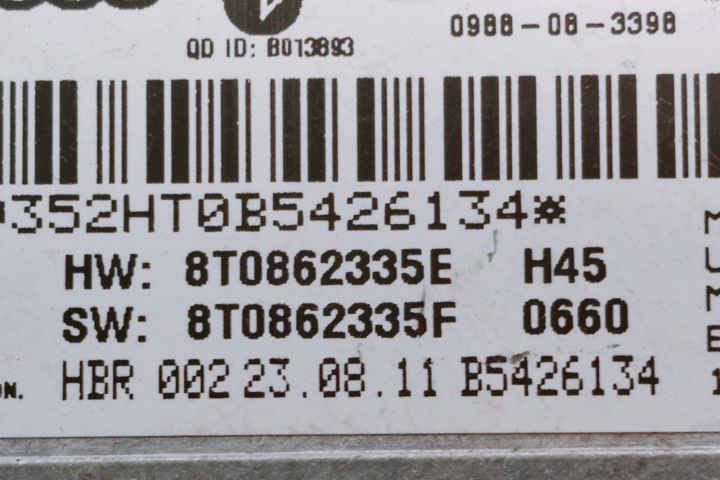 0988-08-3398
QD ID: B013893
352HT0B5426134*
HW: 8T0862335E H45
SW: 8T0862335F 0660
HBR 002 23.08.11 B5426134